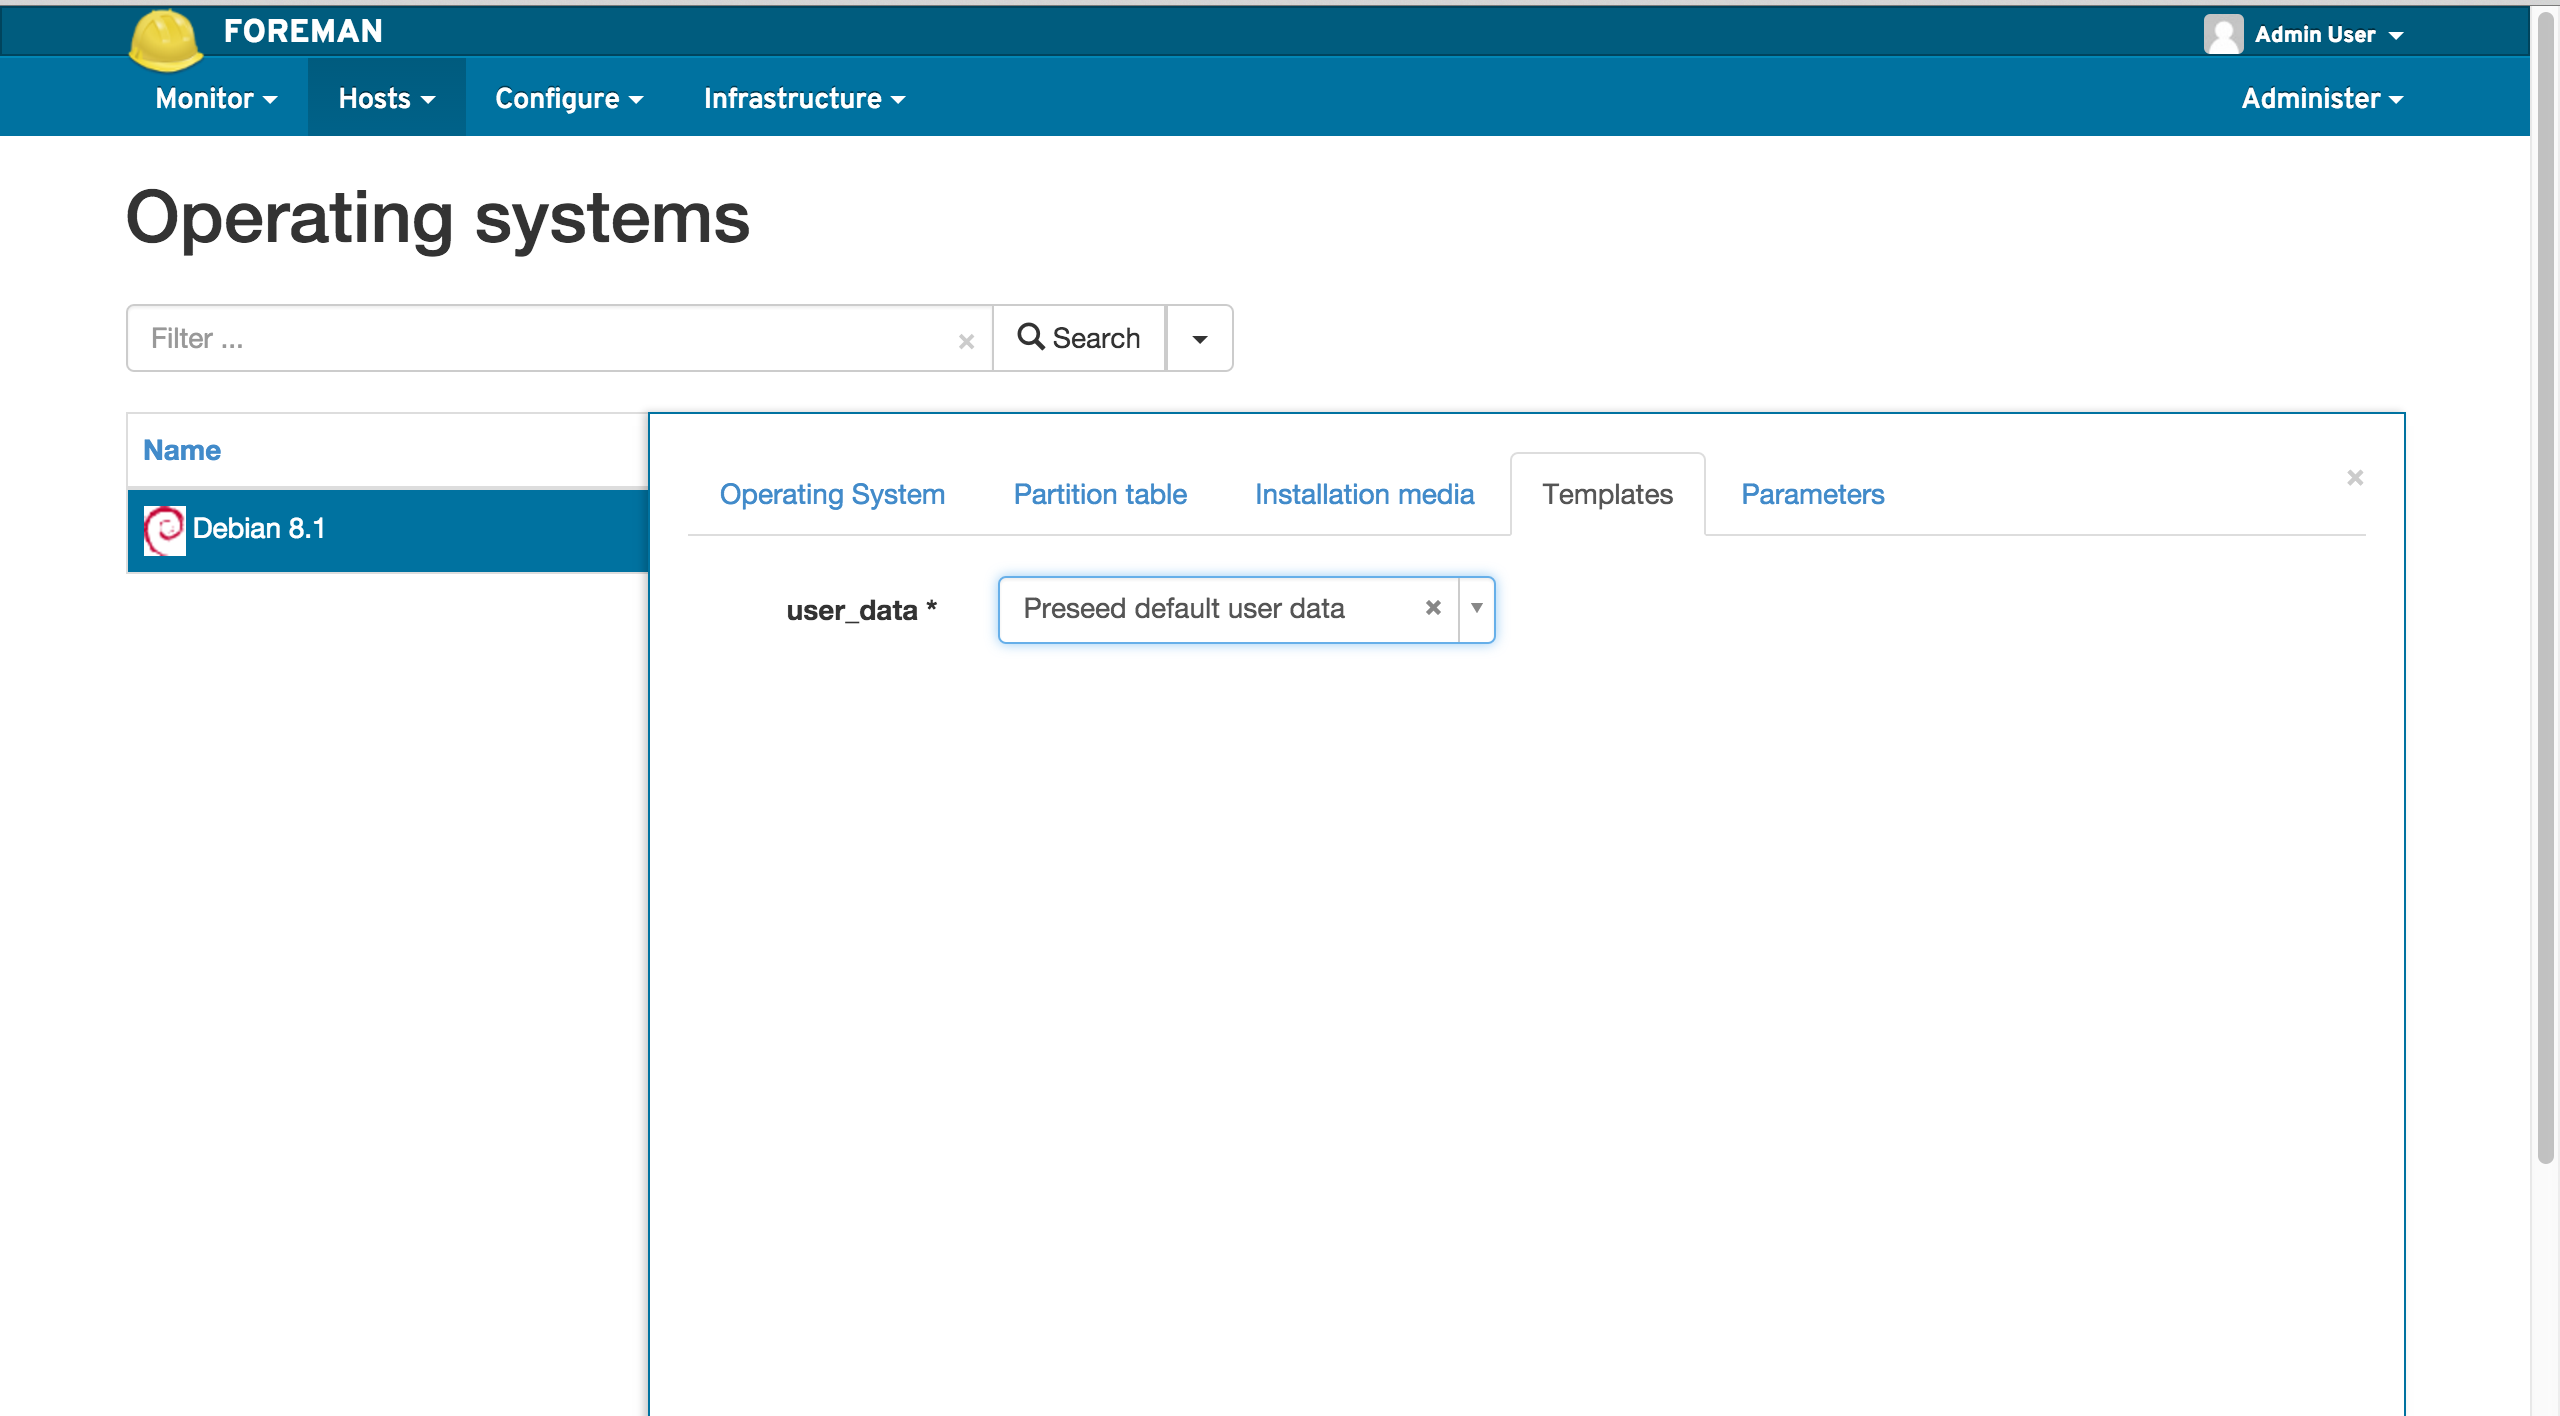 FOREMAN
Admin User
Monitor Hosts Configure Infrastructure Administer
Operating systems
Filter ...
Search
Name
Debian 8.1
Operating System Partition table Installation media Templates Parameters
user_data *
Preseed default user data